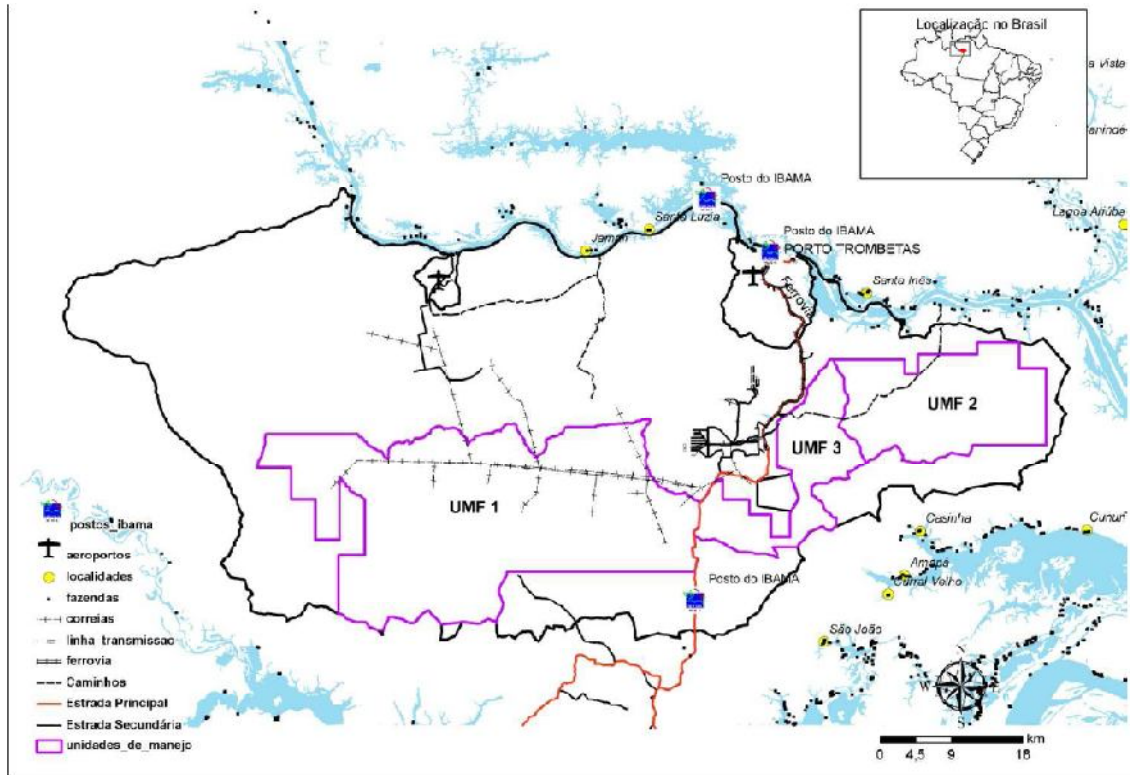 Localização no Brasil
a Vista
Posto do IBAMA
Lagoa Ariúba
Santa Luzia
Posto do IBAMA
PORTO TROMBETAS
Jamari
Santa Inês
Ferrovia
UMF 2
UMF 3
UMF 1
Casinha
Amapá
Curral Velho
Posto do IBAMA
São João
postos_ibama
aeroportos
localidades
fazendas
correias
linha_transmissao
ferrovia
Caminhos
Estrada Principal
Estrada Secundária
unidades_de_manejo
N
W
E
S
km
0 4,5 9 18